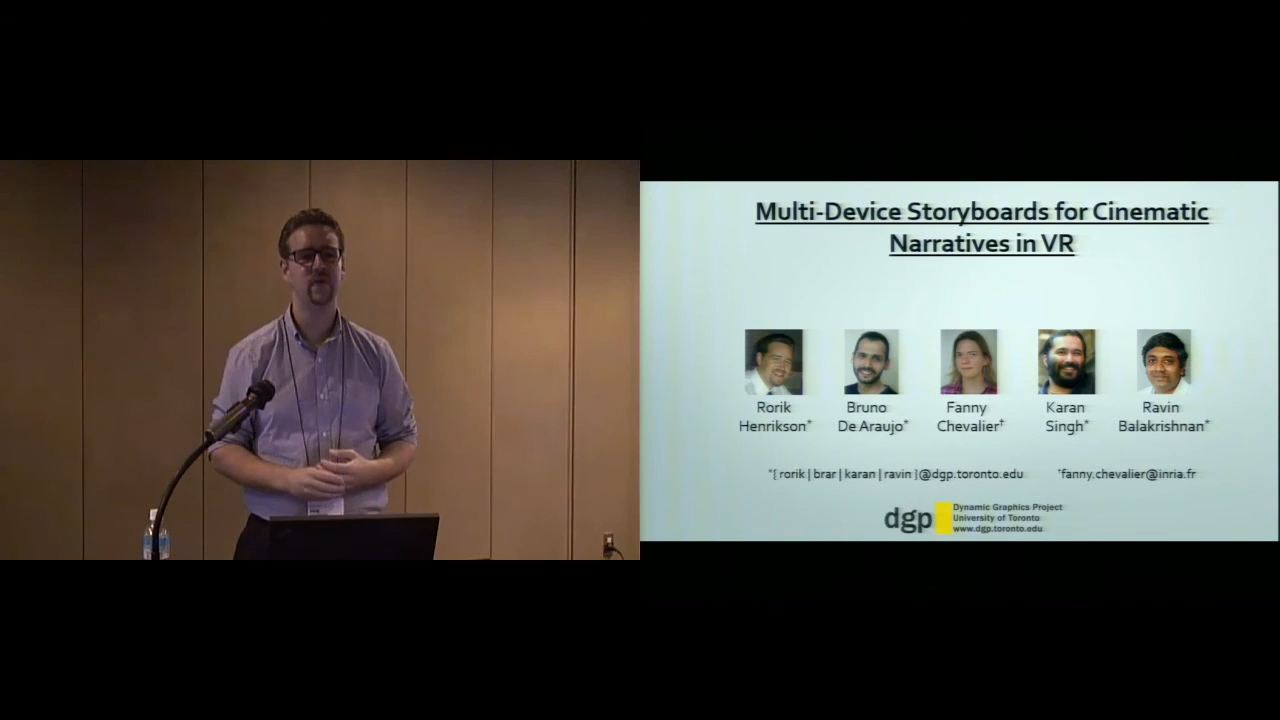 Multi-Device Storyboards for Cinematic
Narratives in VR
Rorik
Henrikson*
Bruno
De Araujo*
Fanny
Chevalier†
Karan
Singh*
Ravin
Balakrishnan*
*{ rorik | brar | karan | ravin }@dgp.toronto.edu
†fanny.chevalier@inria.fr
dgp
Dynamic Graphics Project
University of Toronto
www.dgp.toronto.edu